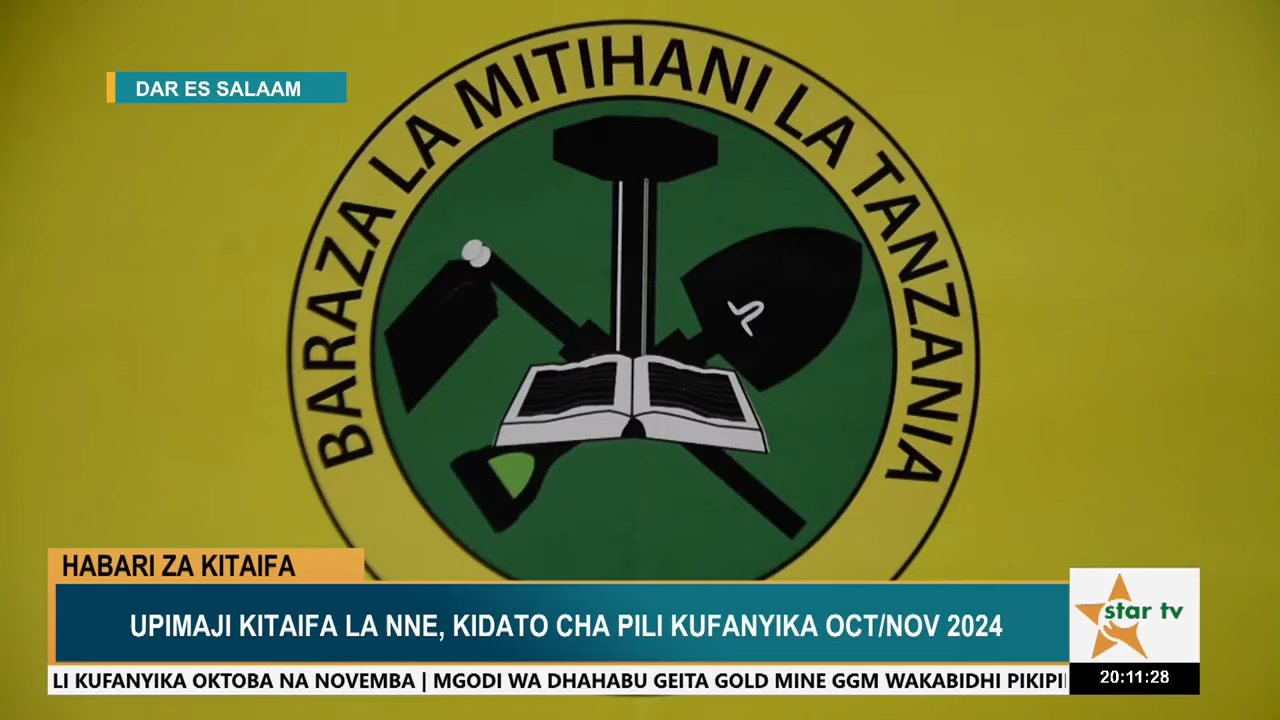 DAR ES SALAAM
BARAZA LA MITIHANI LA TANZANIA
HABARI ZA KITAIFA
UPIMAJI KITAIFA LA NNE, KIDATO CHA PILI KUFANYIKA OCT/NOV 2024
star tv
LI KUFANYIKA OKTOBA NA NOVEMBA | MGODI WA DHAHABU GEITA GOLD MINE GGM WAKABIDHI
20:11:28